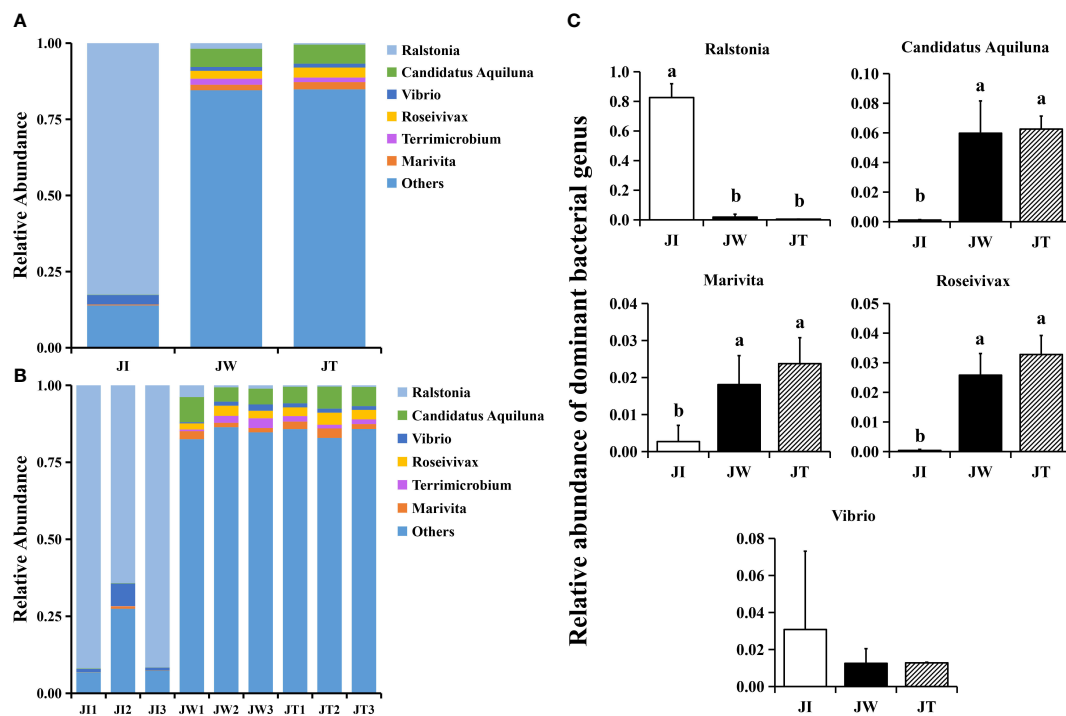 A
1.00
0.75
0.50
0.25
0.00
Relative Abundance
JI
JW
JT
Ralstonia
Candidatus Aquiluna
Vibrio
Roseivivax
Terrimicrobium
Marivita
Others
B
1.00
0.75
0.50
0.25
0.00
Relative Abundance
JI1
JI2
JI3
JW1
JW2
JW3
JT1
JT2
JT3
Ralstonia
Candidatus Aquiluna
Vibrio
Roseivivax
Terrimicrobium
Marivita
Others
C
Relative abundance of dominant bacterial genus
Ralstonia
1.0
0.8
0.6
0.4
0.2
0.0
a
b
b
JI
JW
JT
Candidatus Aquiluna
0.10
0.08
0.06
0.04
0.02
0.00
b
a
a
JI
JW
JT
Marivita
0.04
0.03
0.02
0.01
0.00
b
a
a
JI
JW
JT
Roseivivax
0.05
0.04
0.03
0.02
0.01
0.00
b
a
a
JI
JW
JT
Vibrio
0.08
0.06
0.04
0.02
0.00
JI
JW
JT